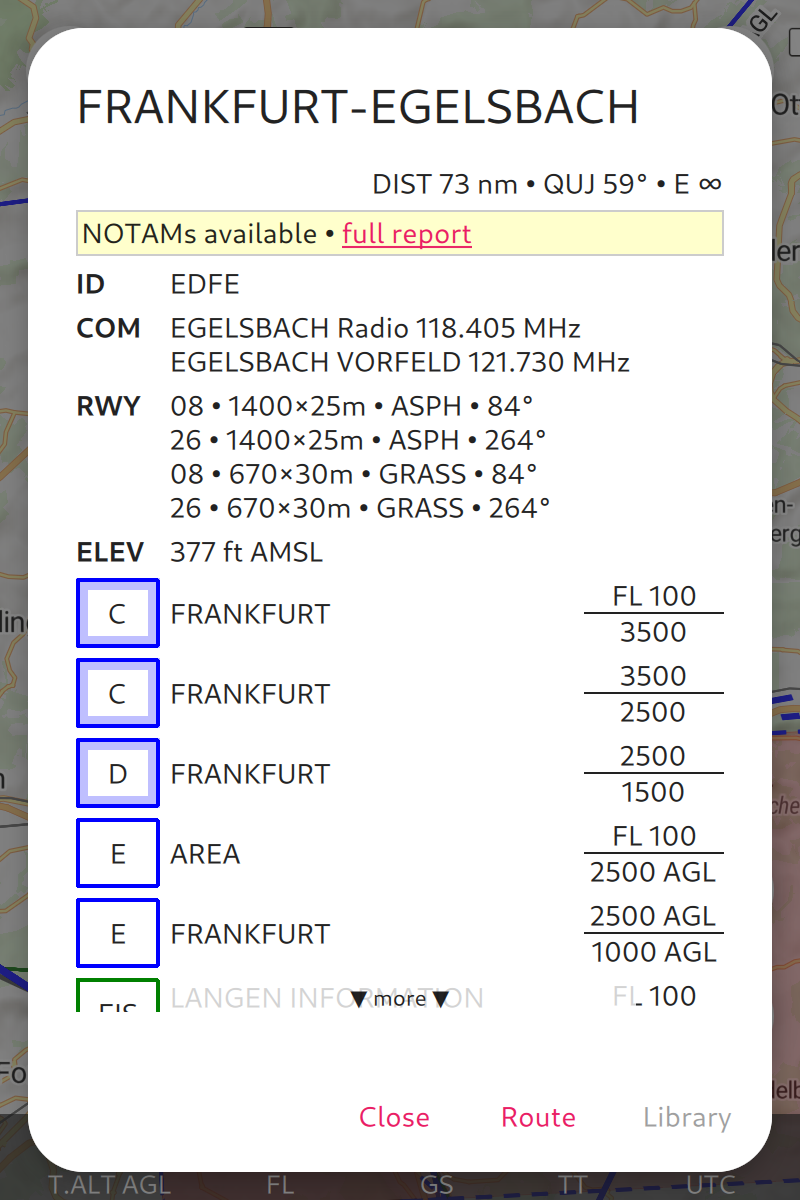 GL
FRANKFURT-EGELSBACH
DIST 73 nm • QUJ 59° • E ∞
NOTAMs available • full report
ID EDFE
COM EGELSBACH Radio 118.405 MHz
EGELSBACH VORFELD 121.730 MHz
RWY 08 • 1400×25m • ASPH • 84°
26 • 1400×25m • ASPH • 264°
08 • 670×30m • GRASS • 84°
26 • 670×30m • GRASS • 264°
ELEV 377 ft AMSL
C FRANKFURT FL 100
3500
C FRANKFURT 3500
2500
D FRANKFURT 2500
1500
E AREA FL 100
2500 AGL
E FRANKFURT 2500 AGL
1000 AGL
FIS LANGEN INFORMATION FL 100
▼ more ▼
Close Route Library
T.ALT AGL FL GS TT UTC